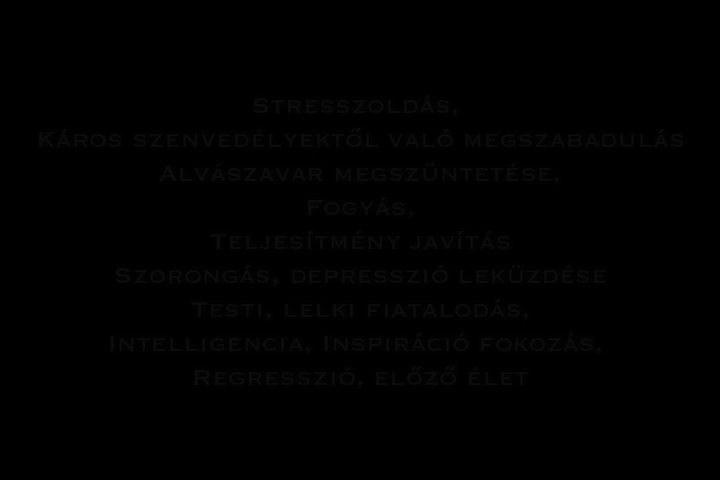 Stresszoldás,
Káros szenvedélyektől való megszabadulás
Alvászavar megszüntetése,
Fogyás,
Teljesítmény javítás
Szorongás, depresszió leküzdése
Testi, lelki fiatalodás,
Intelligencia, Inspiráció fokozás,
Regresszió, előző élet